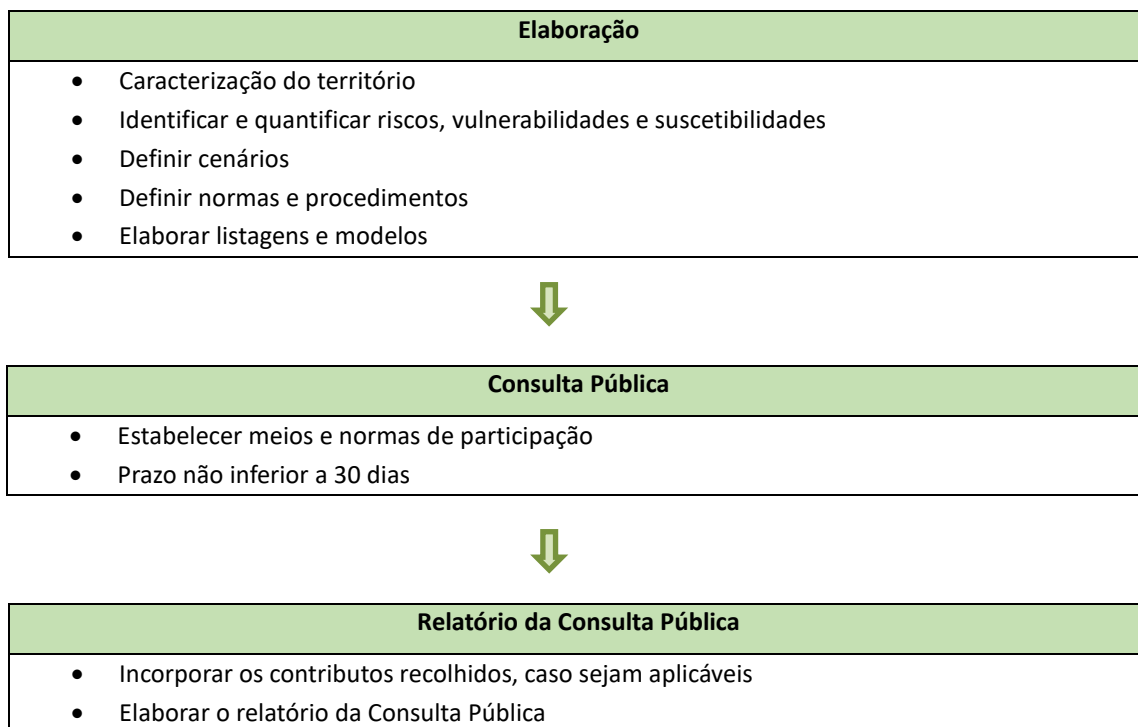 Elaboração
• Caracterização do território
• Identificar e quantificar riscos, vulnerabilidades e suscetibilidades
• Definir cenários
• Definir normas e procedimentos
• Elaborar listagens e modelos
Consulta Pública
• Estabelecer meios e normas de participação
• Prazo não inferior a 30 dias
Relatório da Consulta Pública
• Incorporar os contributos recolhidos, caso sejam aplicáveis
• Elaborar o relatório da Consulta Pública